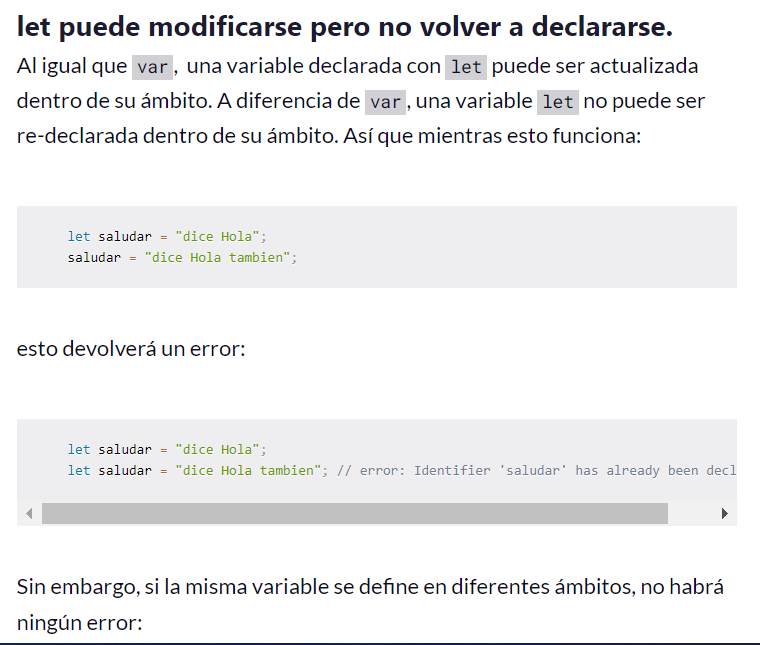 let puede modificarse pero no volver a declararse.
Al igual que var, una variable declarada con let puede ser actualizada
dentro de su ámbito. A diferencia de var, una variable let no puede ser
re-declarada dentro de su ámbito. Así que mientras esto funciona:
let saludar = "dice Hola";
saludar = "dice Hola tambien";
esto devolverá un error:
let saludar = "dice Hola";
let saludar = "dice Hola tambien"; // error: Identifier 'saludar' has already been decl
Sin embargo, si la misma variable se define en diferentes ámbitos, no habrá
ningún error: